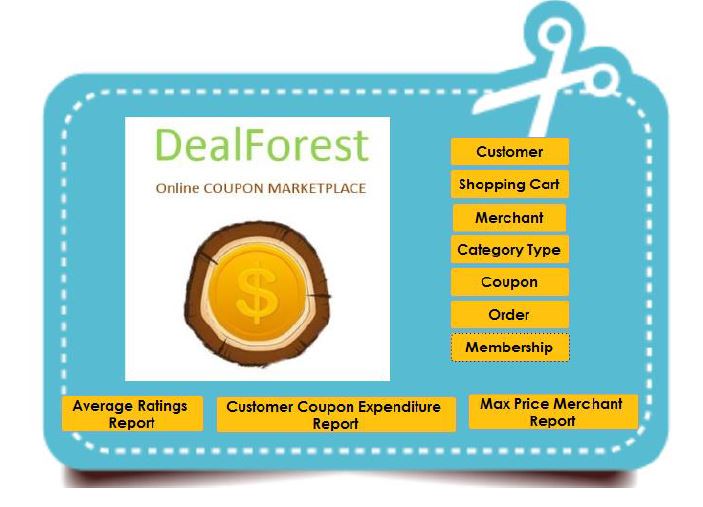 DealForest
Online COUPON MARKETPLACE
$
Customer
Shopping Cart
Merchant
Category Type
Coupon
Order
Membership
Average Ratings
Report
Customer Coupon Expenditure
Report
Max Price Merchant
Report